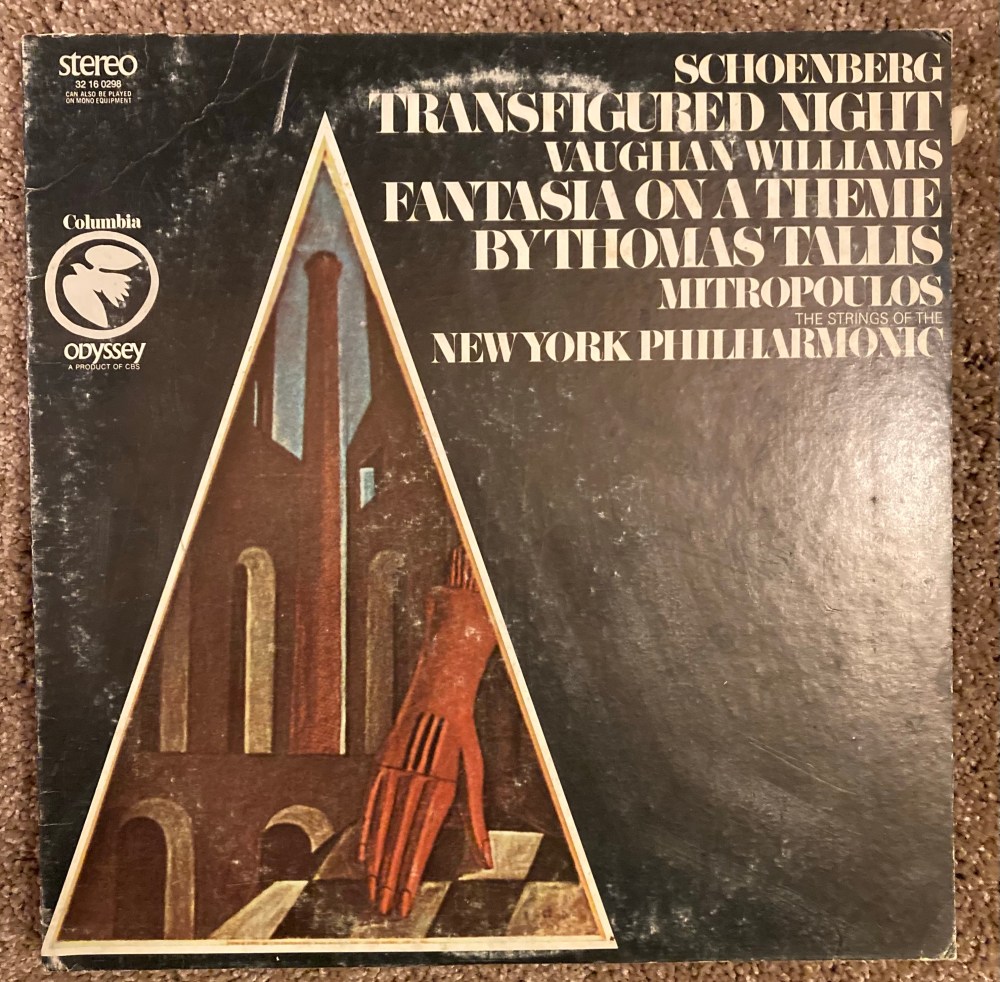 stereo
32 16 0298
CAN ALSO BE PLAYED
ON MONO EQUIPMENT
Columbia
ODYSSEY
A PRODUCT OF CBS
SCHOENBERG
TRANSFIGURED NIGHT
VAUGHAN WILLIAMS
FANTASIA ON A THEME
BY THOMAS TALLIS
MITROPOULOS
THE STRINGS OF THE
NEW YORK PHILHARMONIC